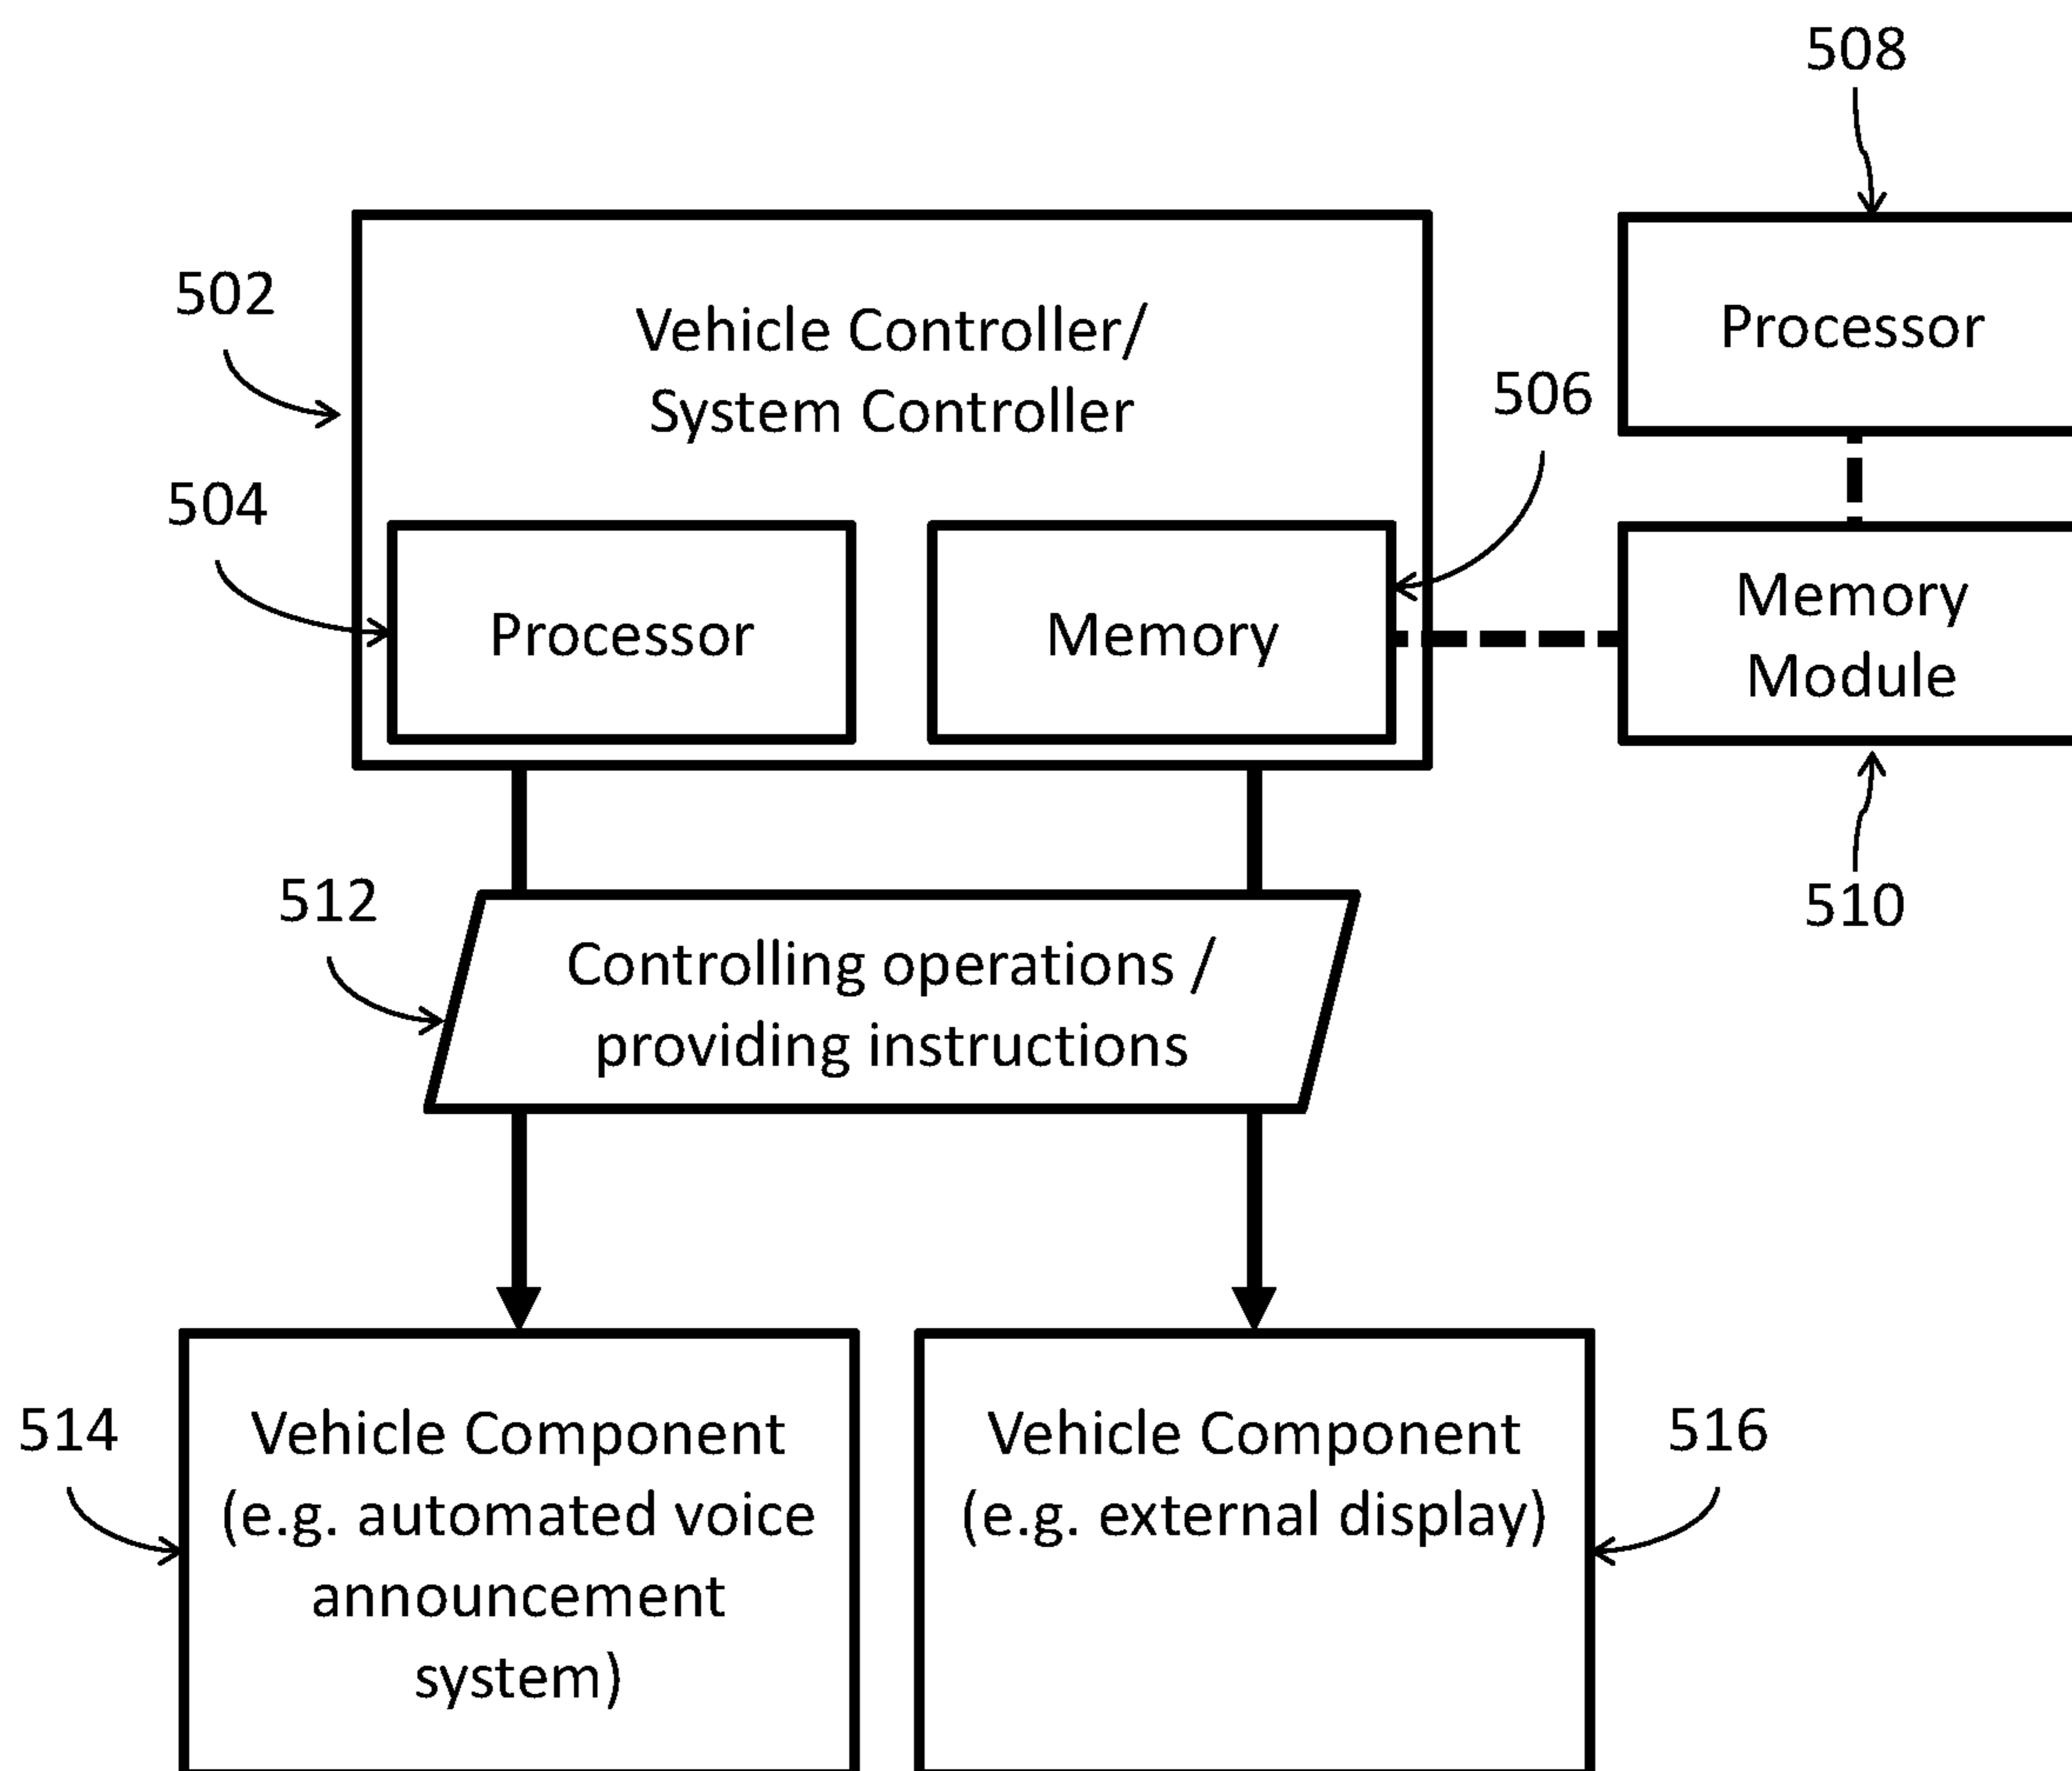 508
502
Vehicle Controller/
System Controller
Processor
506
504
Processor
Memory
Memory
Module
512
Controlling operations /
providing instructions
510
514
Vehicle Component
(e.g. automated voice
announcement
system)
Vehicle Component
(e.g. external display)
516